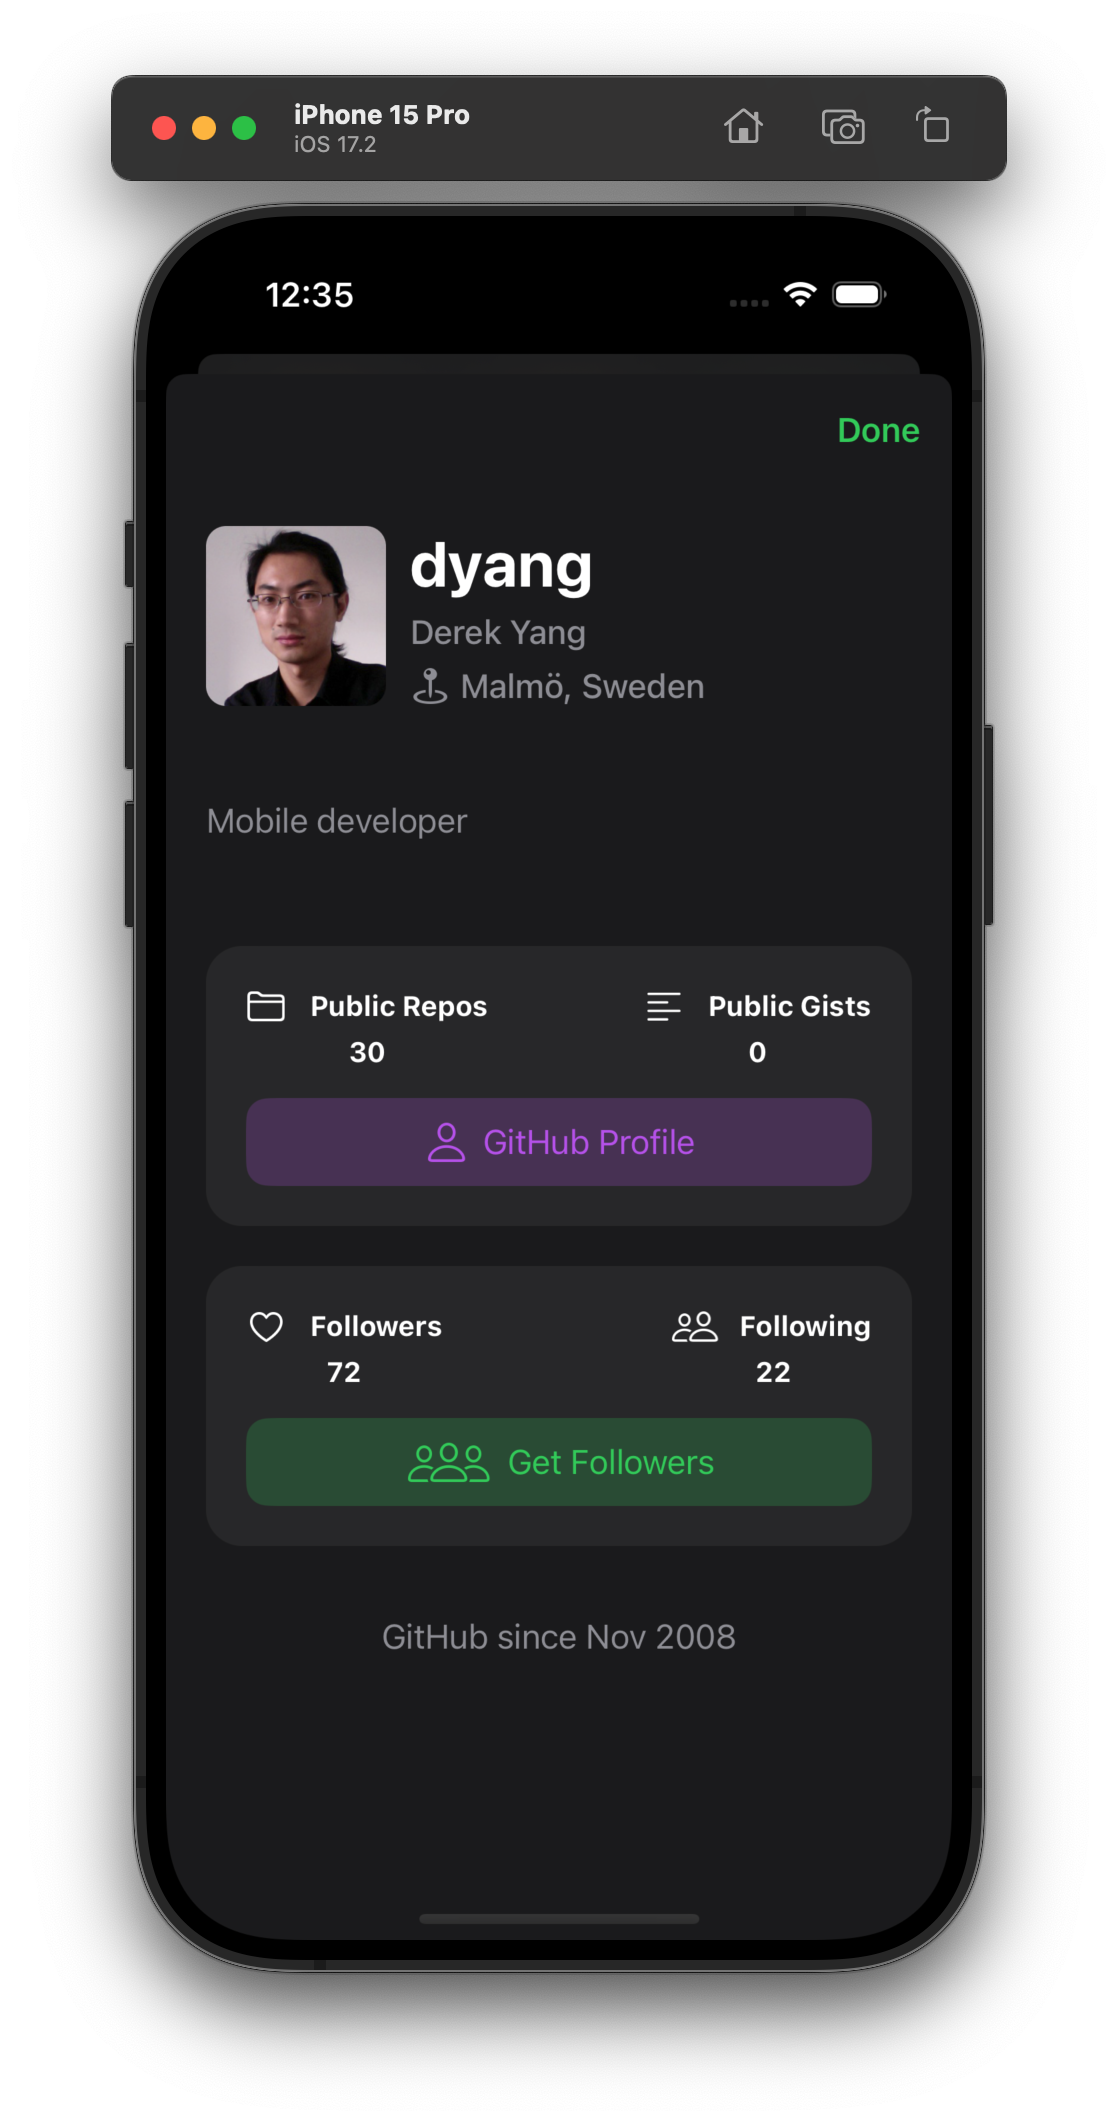 iPhone 15 Pro
iOS 17.2
12:35
Done
dyang
Derek Yang
Malmö, Sweden
Mobile developer
Public Repos
30
Public Gists
0
GitHub Profile
Followers
72
Following
22
Get Followers
GitHub since Nov 2008